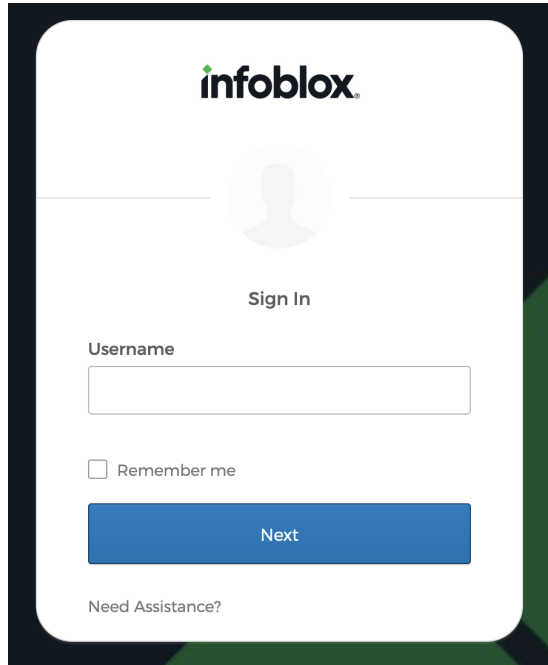 infoblox®
Sign In
Username
Remember me
Next
Need Assistance?